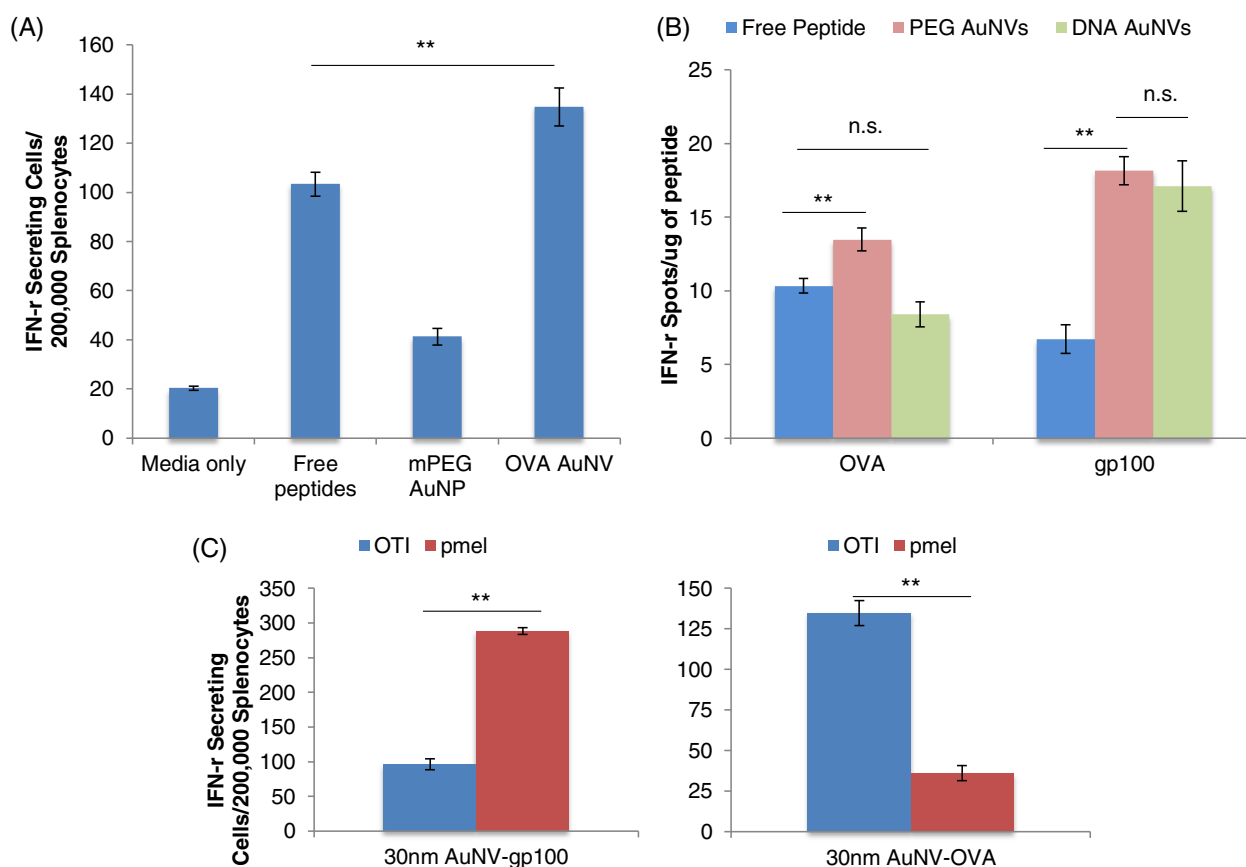 (A)
**
160
140
120
100
80
60
40
20
0
IFN-r Secreting Cells/
200,000 Splenocytes
Media only
Free
peptides
mPEG
AuNP
OVA AuNV
(B)
Free Peptide PEG AuNVs DNA AuNVs
25
20
15
10
5
0
IFN-r Spots/ug of peptide
n.s.
**
**
n.s.
OVA gp100
(C)
OTI pmel
350
300
250
200
150
100
50
0
IFN-r Secreting
Cells/200,000 Splenocytes
**
30nm AuNV-gp100
OTI pmel
150
125
100
75
50
25
0
**
30nm AuNV-OVA